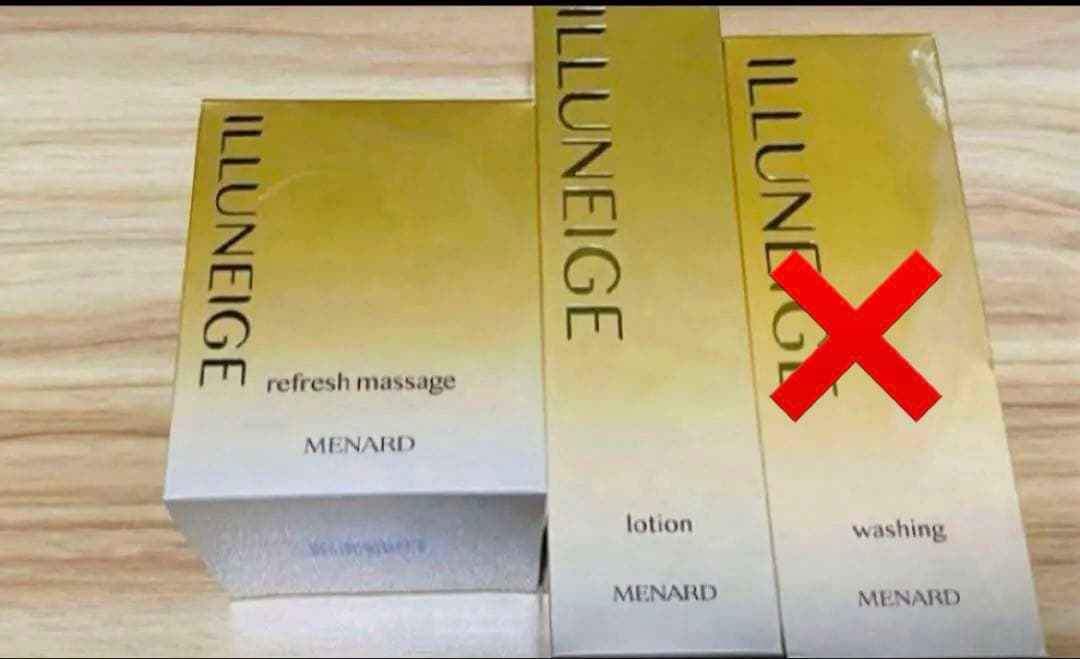 ILLUNEIGE
refresh massage
MENARD
ILLUNEIGE
lotion
MENARD
ILLUNEIGE
washing
MENARD